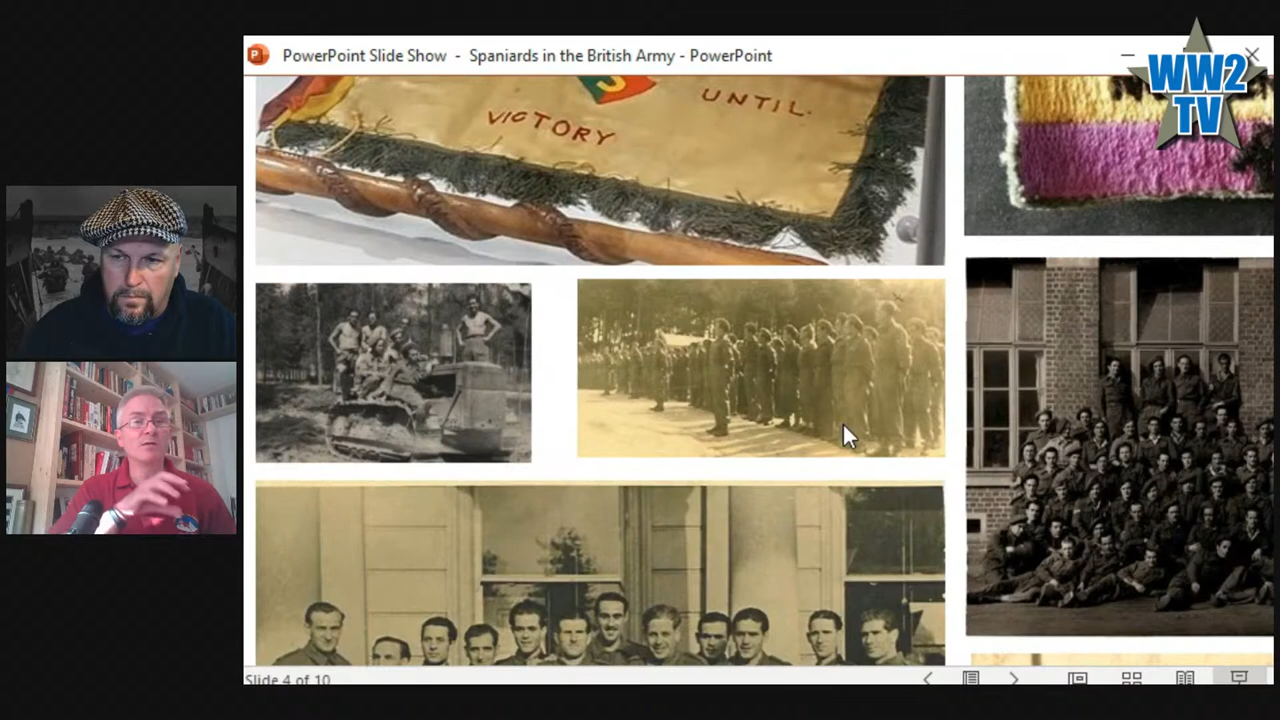 PowerPoint Slide Show - Spaniards in the British Army - PowerPoint
WW2
TV
UNTIL.
VICTORY
Slide 4 of 10